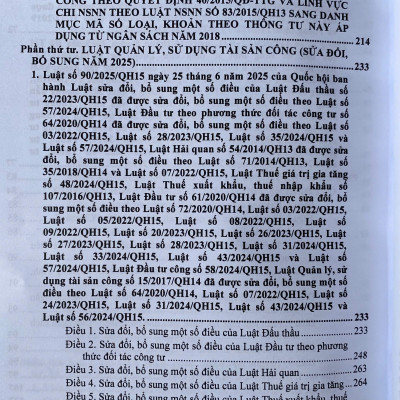 CÔNG THEO QUYẾT ĐỊNH 40/2015/QĐ-TTG VÀ LĨNH VỰC
CHI NSNN THEO LUẬT NSNN SỐ 83/2015/QH13 SANG DANH
MỤC MÃ SỐ LOẠI, KHOẢN THEO THÔNG TƯ NÀY ÁP
DỤNG TỪ NGÂN SÁCH NĂM 2018 ........ 214
Phần thứ tư. LUẬT QUẢN LÝ, SỬ DỤNG TÀI SẢN CÔNG (SỬA ĐỔI,
BỔ SUNG NĂM 2025)........ 233
1. Luật số 90/2025/QH15 ngày 25 tháng 6 năm 2025 của Quốc hội ban
hành Luật sửa đổi, bổ sung một số điều của Luật Đấu thầu số
22/2023/QH15 đã được sửa đổi, bổ sung một số điều theo Luật số
57/2024/QH15, Luật Đầu tư theo phương thức đối tác công tư số
64/2020/QH14 đã được sửa đổi, bổ sung một số điều theo Luật số
03/2022/QH15, Luật số 28/2023/QH15, Luật số 35/2024/QH15 và
Luật số 57/2024/QH15, Luật Hải quan số 54/2014/QH13 đã được sửa
đổi, bổ sung một số điều theo Luật số 71/2014/QH13, Luật số
35/2018/QH14 và Luật số 07/2022/QH15, Luật Thuế giá trị gia tăng
số 48/2024/QH15, Luật Thuế xuất khẩu, thuế nhập khẩu số
107/2016/QH13, Luật Đầu tư số 61/2020/QH14 đã được sửa đổi, bổ
sung một số điều theo Luật số 72/2020/QH14, Luật số 03/2022/QH15,
Luật số 05/2022/QH15, Luật số 08/2022/QH15, Luật số
09/2022/QH15, Luật số 20/2023/QH15, Luật số 26/2023/QH15, Luật
số 27/2023/QH15, Luật số 28/2023/QH15, Luật số 31/2024/QH15,
Luật số 33/2024/QH15, Luật số 43/2024/QH15 và Luật số
57/2024/QH15, Luật Đầu tư công số 58/2024/QH15, Luật Quản lý, sử
dụng tài sản công số 15/2017/QH14 đã được sửa đổi, bổ sung một số
điều theo Luật số 64/2020/QH14, Luật số 07/2022/QH15, Luật số
24/2023/QH15, Luật số 31/2024/QH15, Luật số 43/2024/QH15 và
Luật số 56/2024/QH15. ........ 233
Điều 1. Sửa đổi, bổ sung một số điều của Luật Đấu thầu ........ 233
Điều 2. Sửa đổi, bổ sung một số điều của Luật Đầu tư theo phương
thức đối tác công tư ........ 248
Điều 3. Sửa đổi, bổ sung một số điều của Luật Hải quan ........ 263
Điều 4. Sửa đổi, bổ sung một số điều của Luật Thuế giá trị gia tăng .... 264
Điều 5. Sửa đổi, bổ sung một số điều của Luật Thuế xuất khẩu, thuế